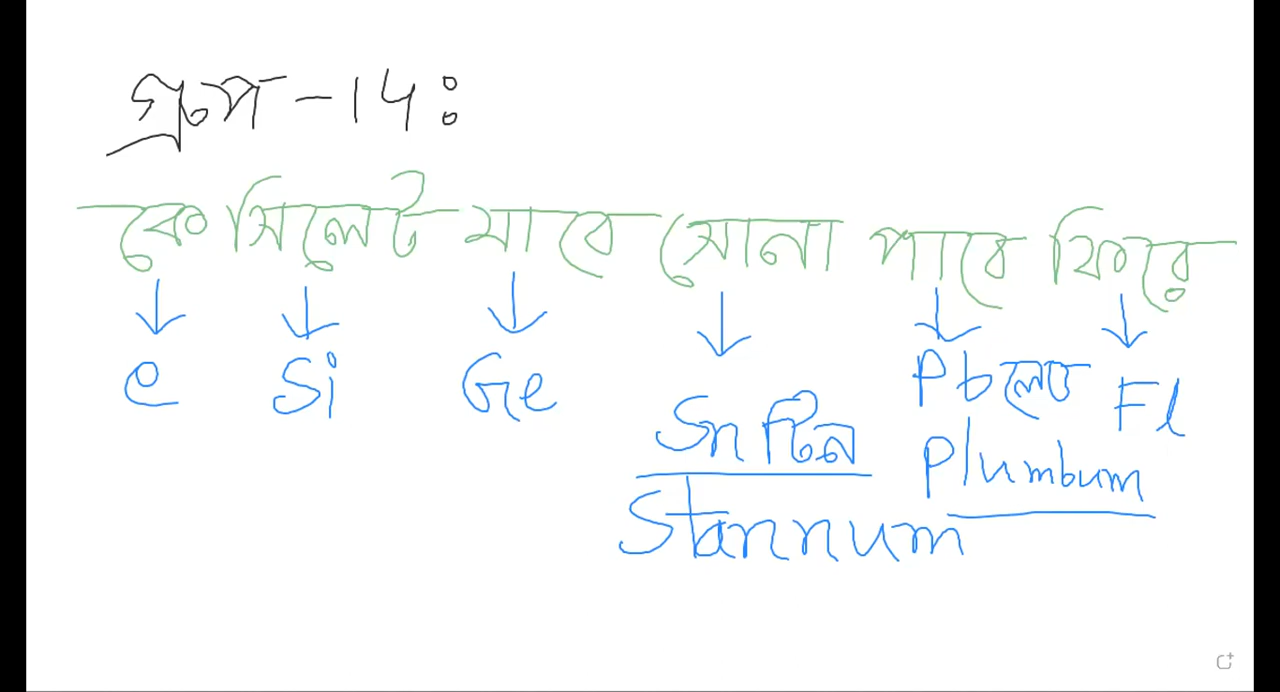 গ্রুপ -14:
কে সিলেট যাবে সোনা পাবে ফিরে
e Si Ge Sn টিন Pb লেড Fl
Stannum Plumbum